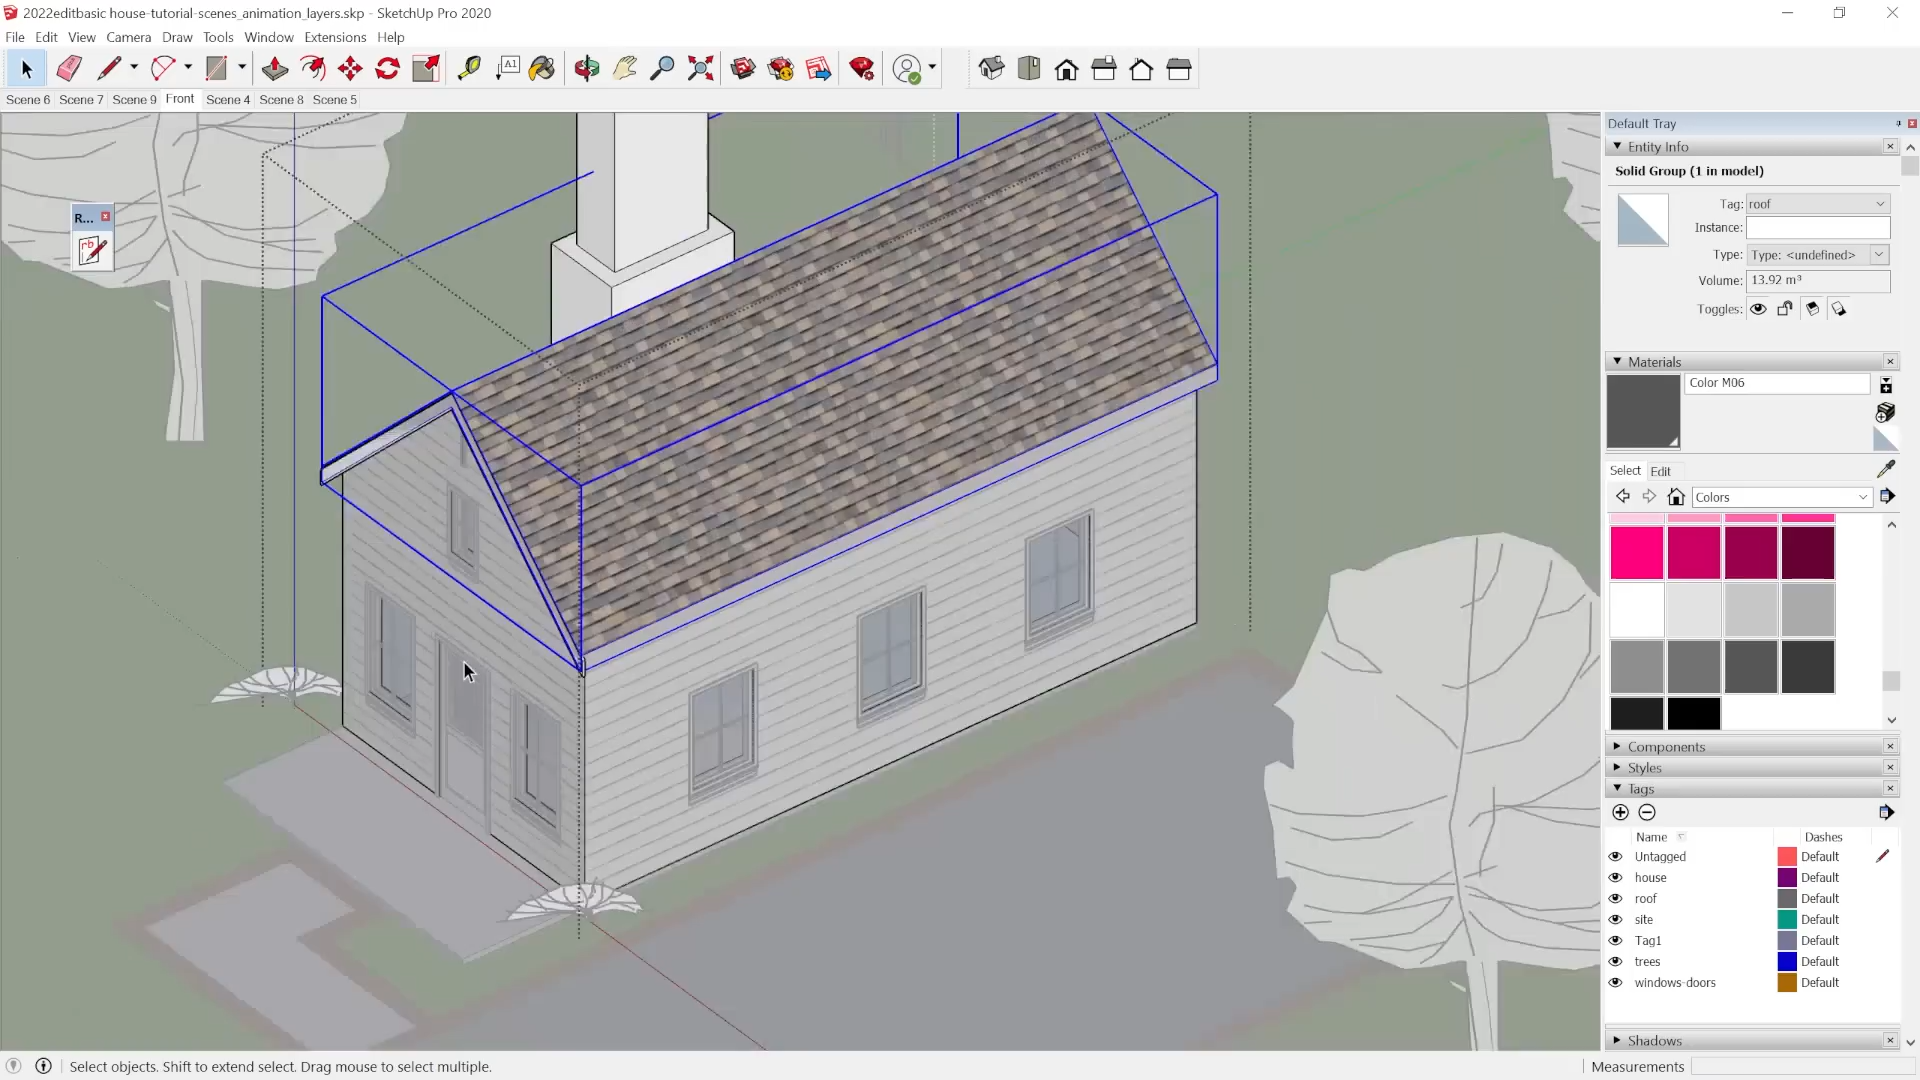 2022editbasic house-tutorial-scenes_animation_layers.skp - SketchUp Pro 2020
File Edit View Camera Draw Tools Window Extensions Help
A1
Scene 6 Scene 7 Scene 9 Front Scene 4 Scene 8 Scene 5
R...
rb
Default Tray
Entity Info
Solid Group (1 in model)
Tag: roof
Instance:
Type: Type: <undefined>
Volume: 13.92 m³
Toggles:
Materials
Color M06
Select Edit
Colors
Components
Styles
Tags
Name Dashes
Untagged Default
house Default
roof Default
site Default
Tag1 Default
trees Default
windows-doors Default
Shadows
Select objects. Shift to extend select. Drag mouse to select multiple.
Measurements